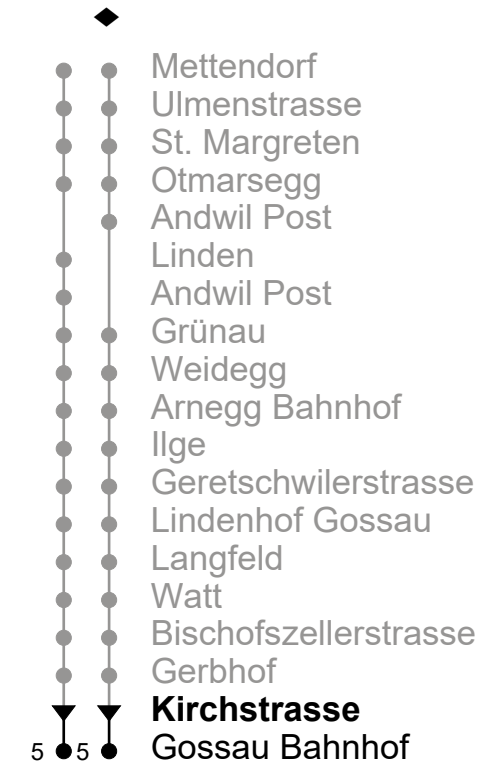 Mettendorf
Ulmenstrasse
St. Margreten
Otmarsegg
Andwil Post
Linden
Andwil Post
Grünau
Weidegg
Arnegg Bahnhof
Ilge
Geretschwilerstrasse
Lindenhof Gossau
Langfeld
Watt
Bischofszellerstrasse
Gerbhof
Kirchstrasse
5 5 Gossau Bahnhof